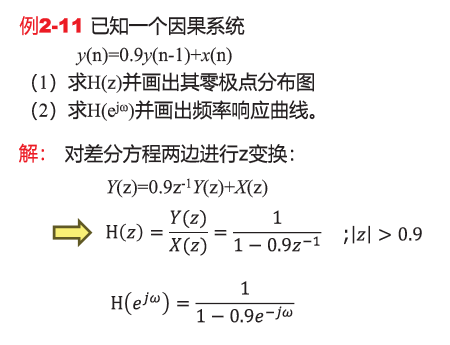 例2-11 已知一个因果系统
y(n)=0.9y(n-1)+x(n)
（1）求H(z)并画出其零极点分布图
（2）求H(e^jω)并画出频率响应曲线。
解： 对差分方程两边进行z变换：
Y(z)=0.9z^-1Y(z)+X(z)
H(z) = Y(z)/X(z) = 1/(1 − 0.9z^−1) ;|z| > 0.9
H(e^jω) = 1/(1 − 0.9e^−jω)